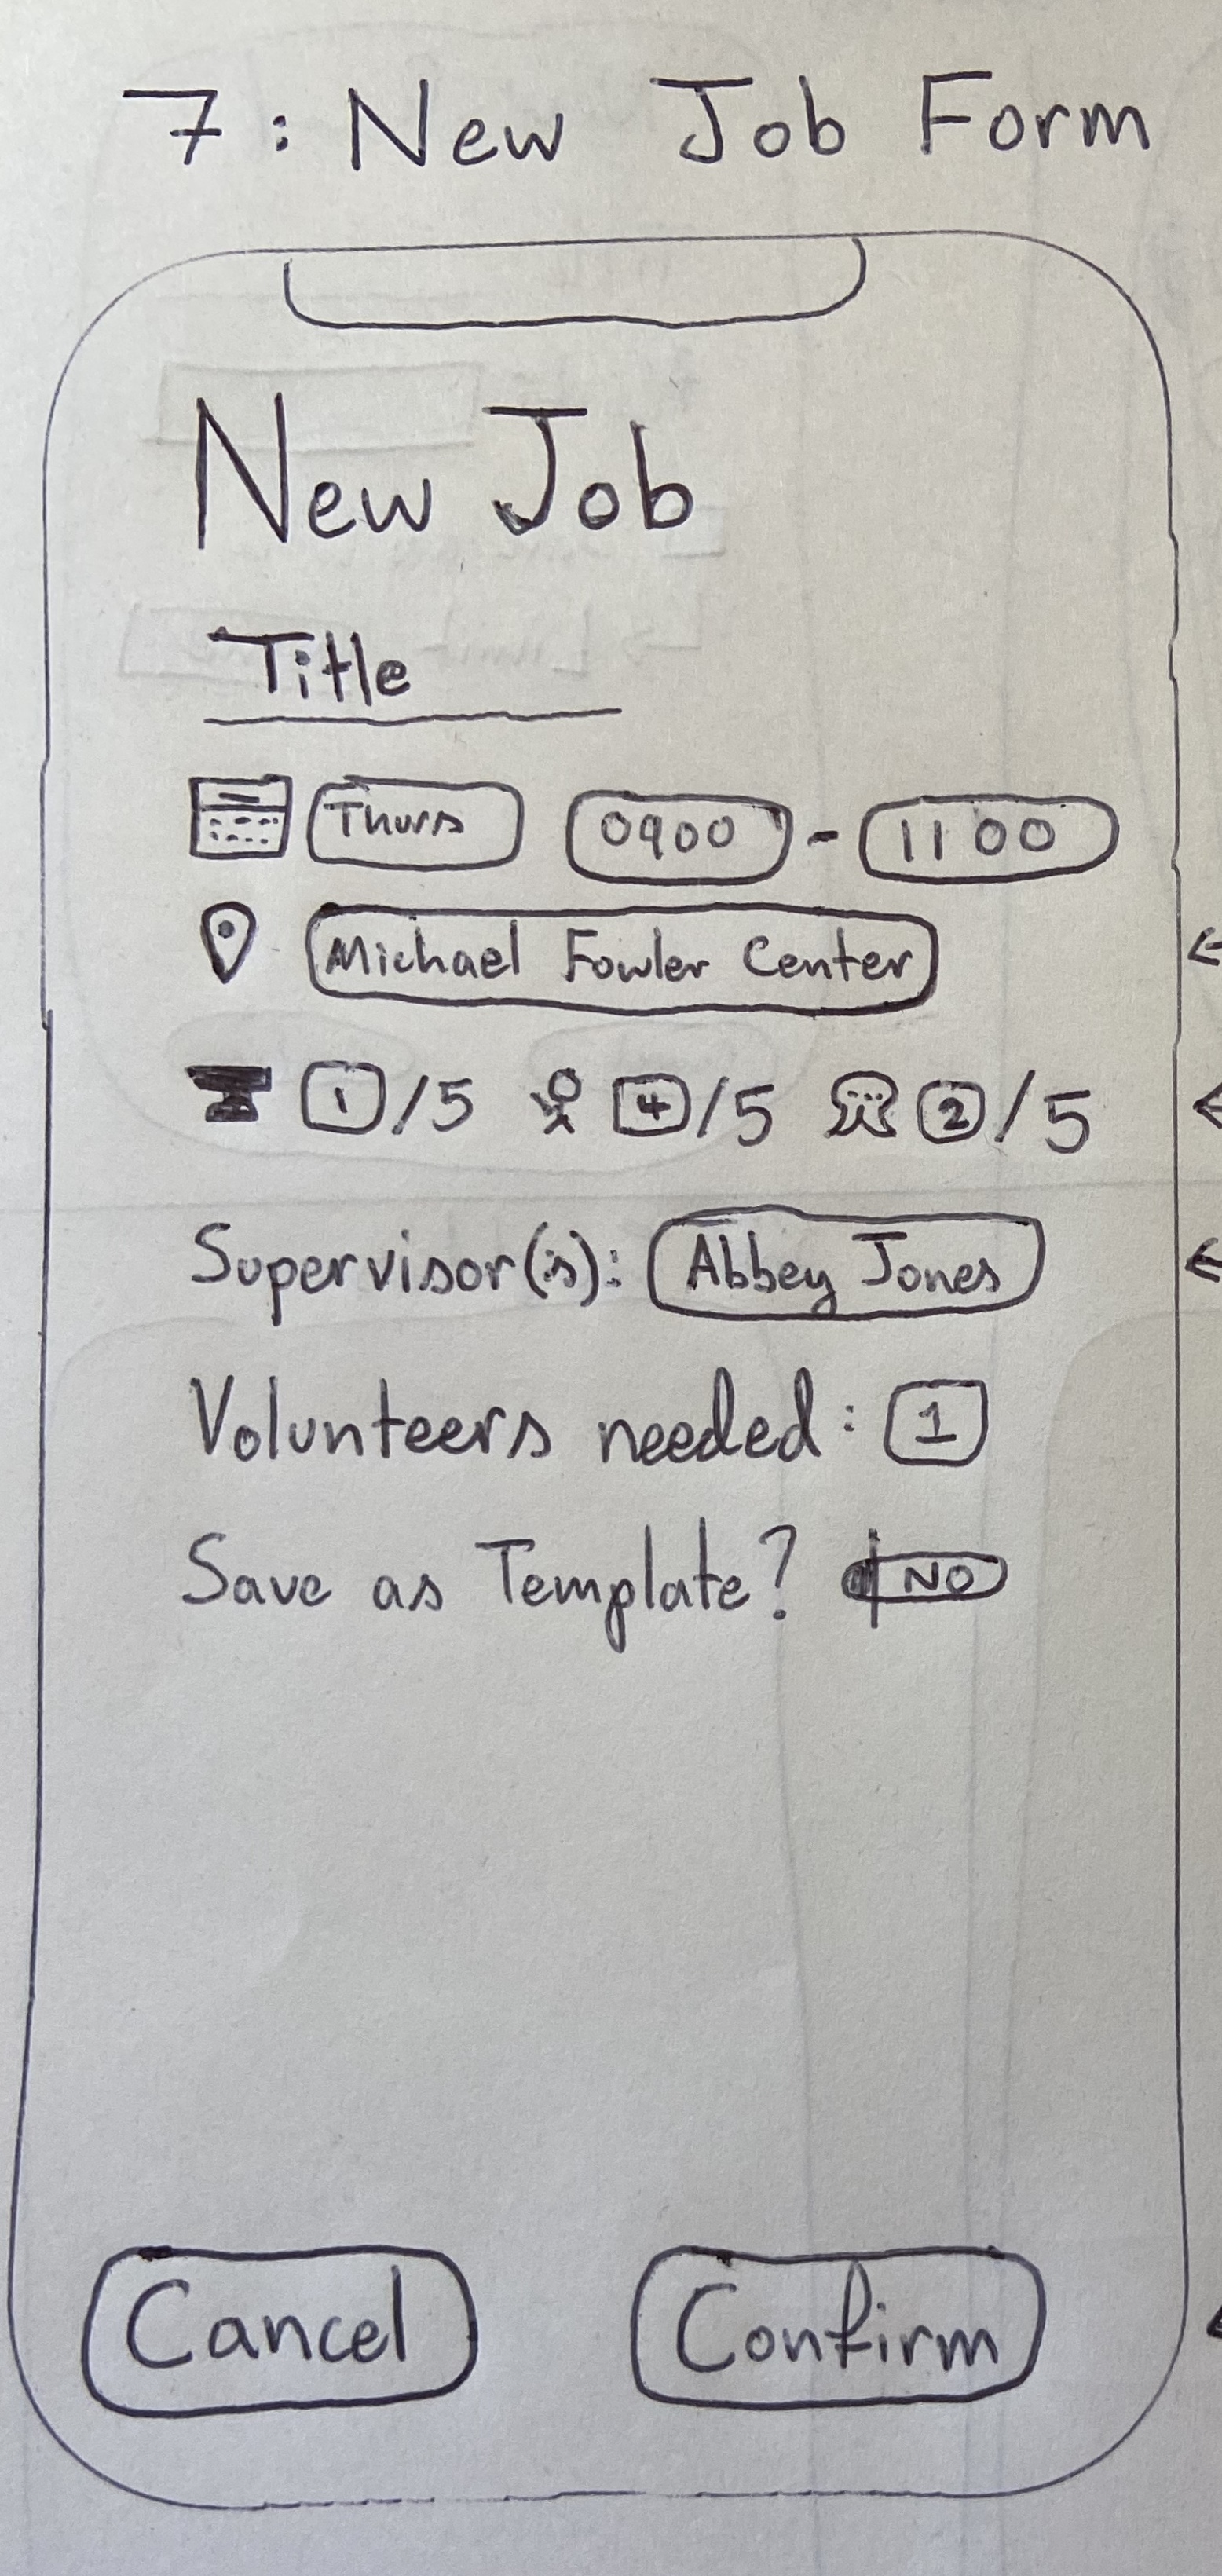 7: New Job Form
New Job
Title
Thurs 0900 - 1100
Michael Fowler Center
1/5 4/5 2/5
Supervisor(s): Abbey Jones
Volunteers needed: 1
Save as Template? NO
Cancel Confirm